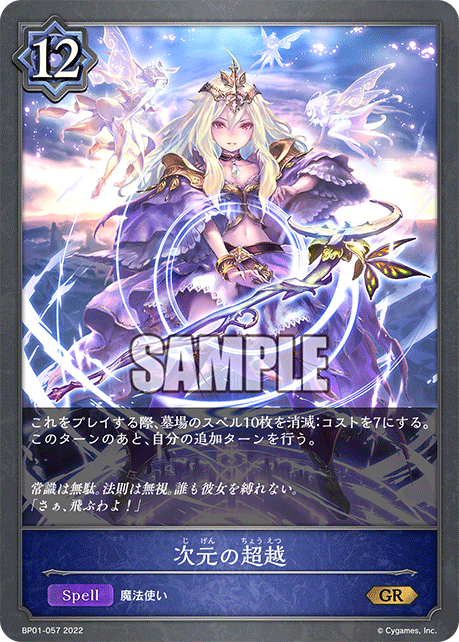 12
SAMPLE
これをプレイする際、墓場のスペル10枚を消滅:コストを7にする。
このターンのあと、自分の追加ターンを行う。
常識は無駄。法則は無視。誰も彼女を縛れない。
「さぁ、飛ぶわよ!」
じげん ちょうえつ
次元の超越
Spell 魔法使い GR
BP01-057 2022 © Cygames, Inc.